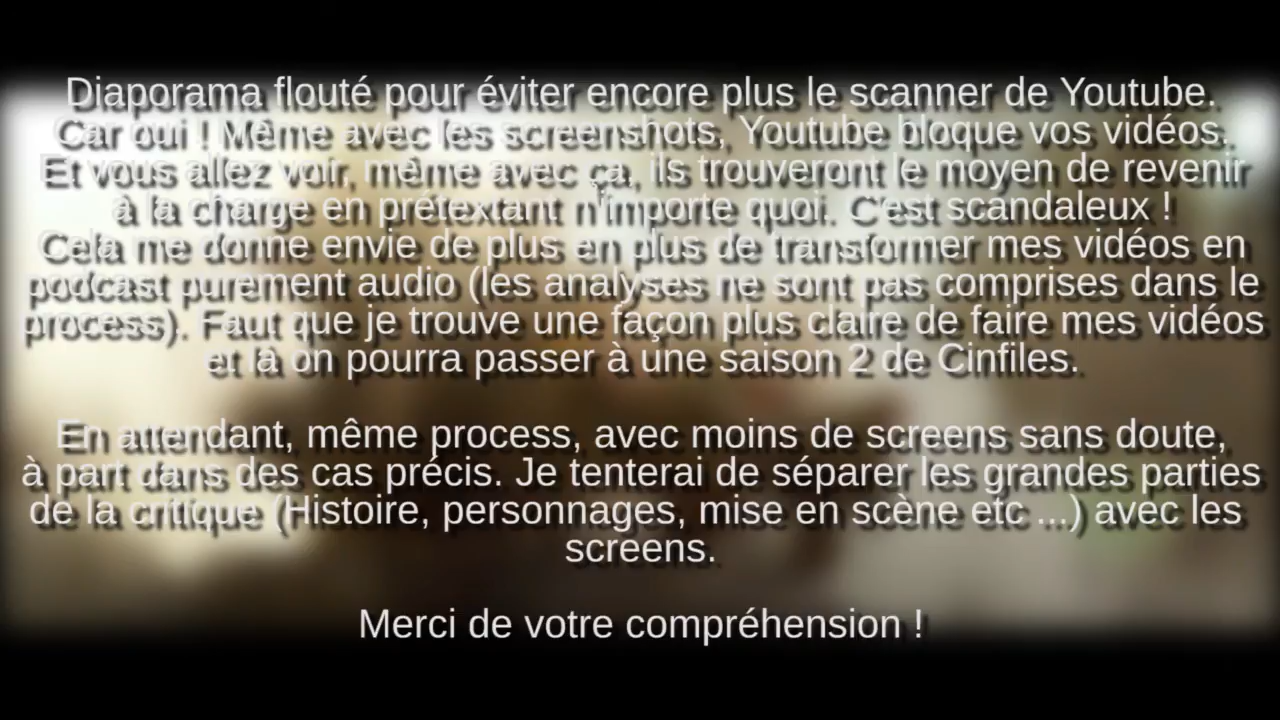 Diaporama flouté pour éviter encore plus le scanner de Youtube.
Car oui ! Même avec les screenshots, Youtube bloque vos vidéos.
Et vous allez voir, même avec ça, ils trouveront le moyen de revenir
à la charge en prétextant n'importe quoi. C'est scandaleux !
Cela me donne envie de plus en plus de transformer mes vidéos en
podcast purement audio (les analyses ne sont pas comprises dans le
process). Faut que je trouve une façon plus claire de faire mes vidéos
et là on pourra passer à une saison 2 de Cinfiles.
En attendant, même process, avec moins de screens sans doute,
à part dans des cas précis. Je tenterai de séparer les grandes parties
de la critique (Histoire, personnages, mise en scène etc ...) avec les
screens.
Merci de votre compréhension !